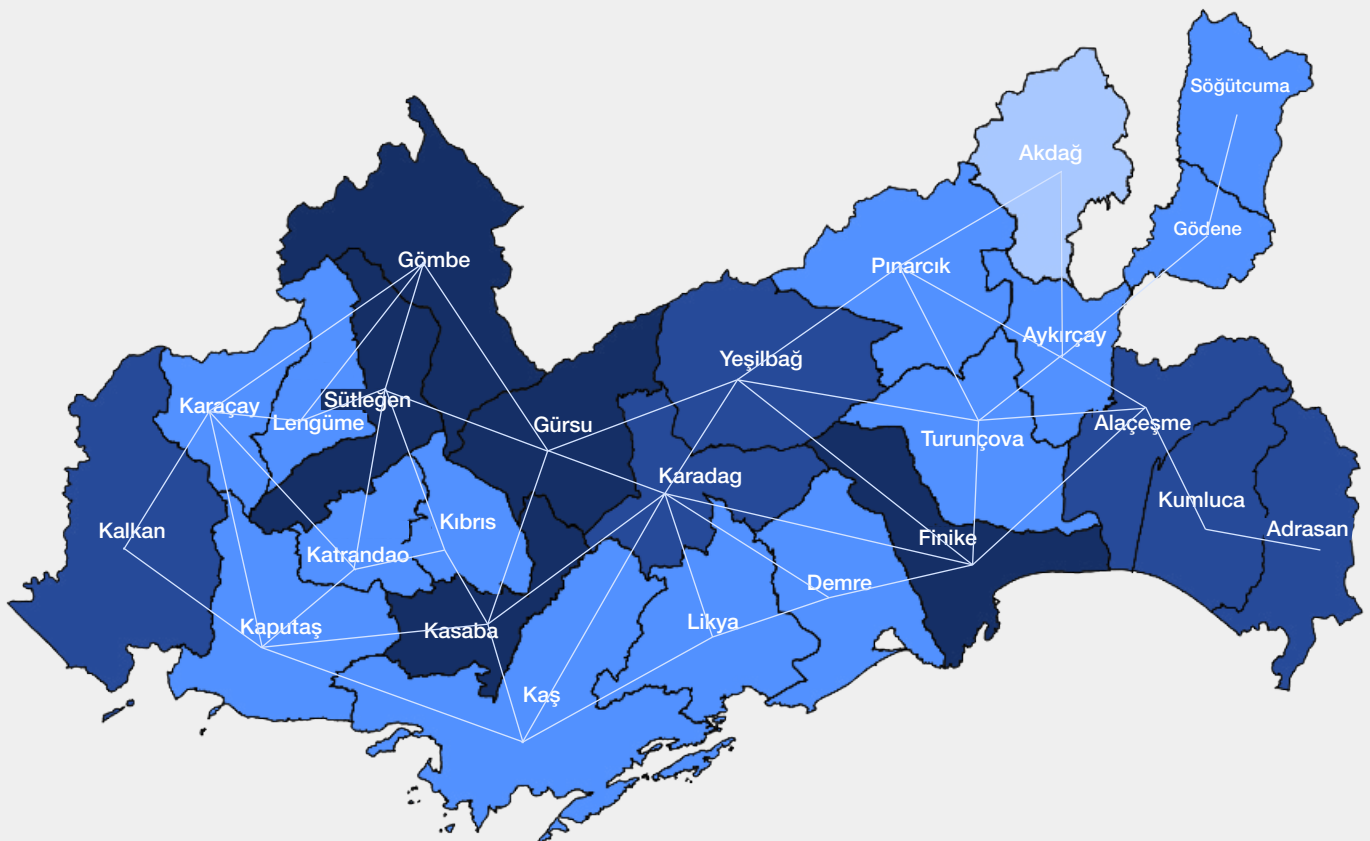 Söğütcuma
Akdağ
Gödene
Gömbe
Pınarcık
Aykırçay
Yeşilbağ
Sütleğen
Karaçay
Lengüme
Gürsu
Turunçova
Alaçeşme
Karadag
Kumluca
Kalkan
Kıbrıs
Katrandao
Finike
Adrasan
Demre
Kaputaş
Kasaba
Likya
Kaş